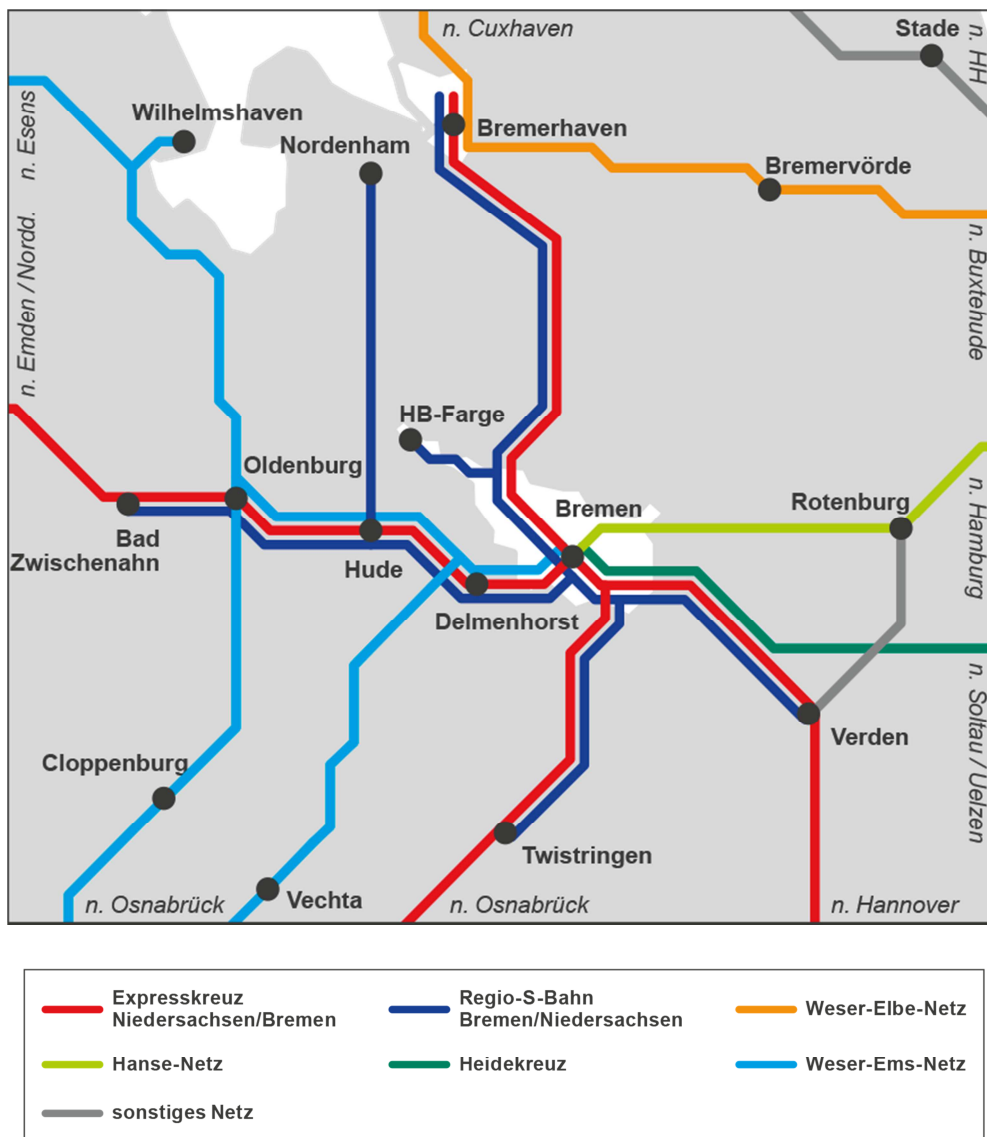 n. Cuxhaven
Stade
n. HH
n. Esens
Wilhelmshaven
Nordenham
Bremerhaven
Bremervörde
n. Emden / Nordd.
n. Buxtehude
HB-Farge
Oldenburg
Bremen
Rotenburg
n. Hamburg
Bad
Zwischenahn
Hude
Delmenhorst
Verden
n. Soltau / Uelzen
Cloppenburg
Twistringen
Vechta
n. Osnabrück
n. Osnabrück
n. Hannover
Expresskreuz
Niedersachsen/Bremen
Regio-S-Bahn
Bremen/Niedersachsen
Weser-Elbe-Netz
Hanse-Netz
Heidekreuz
Weser-Ems-Netz
sonstiges Netz